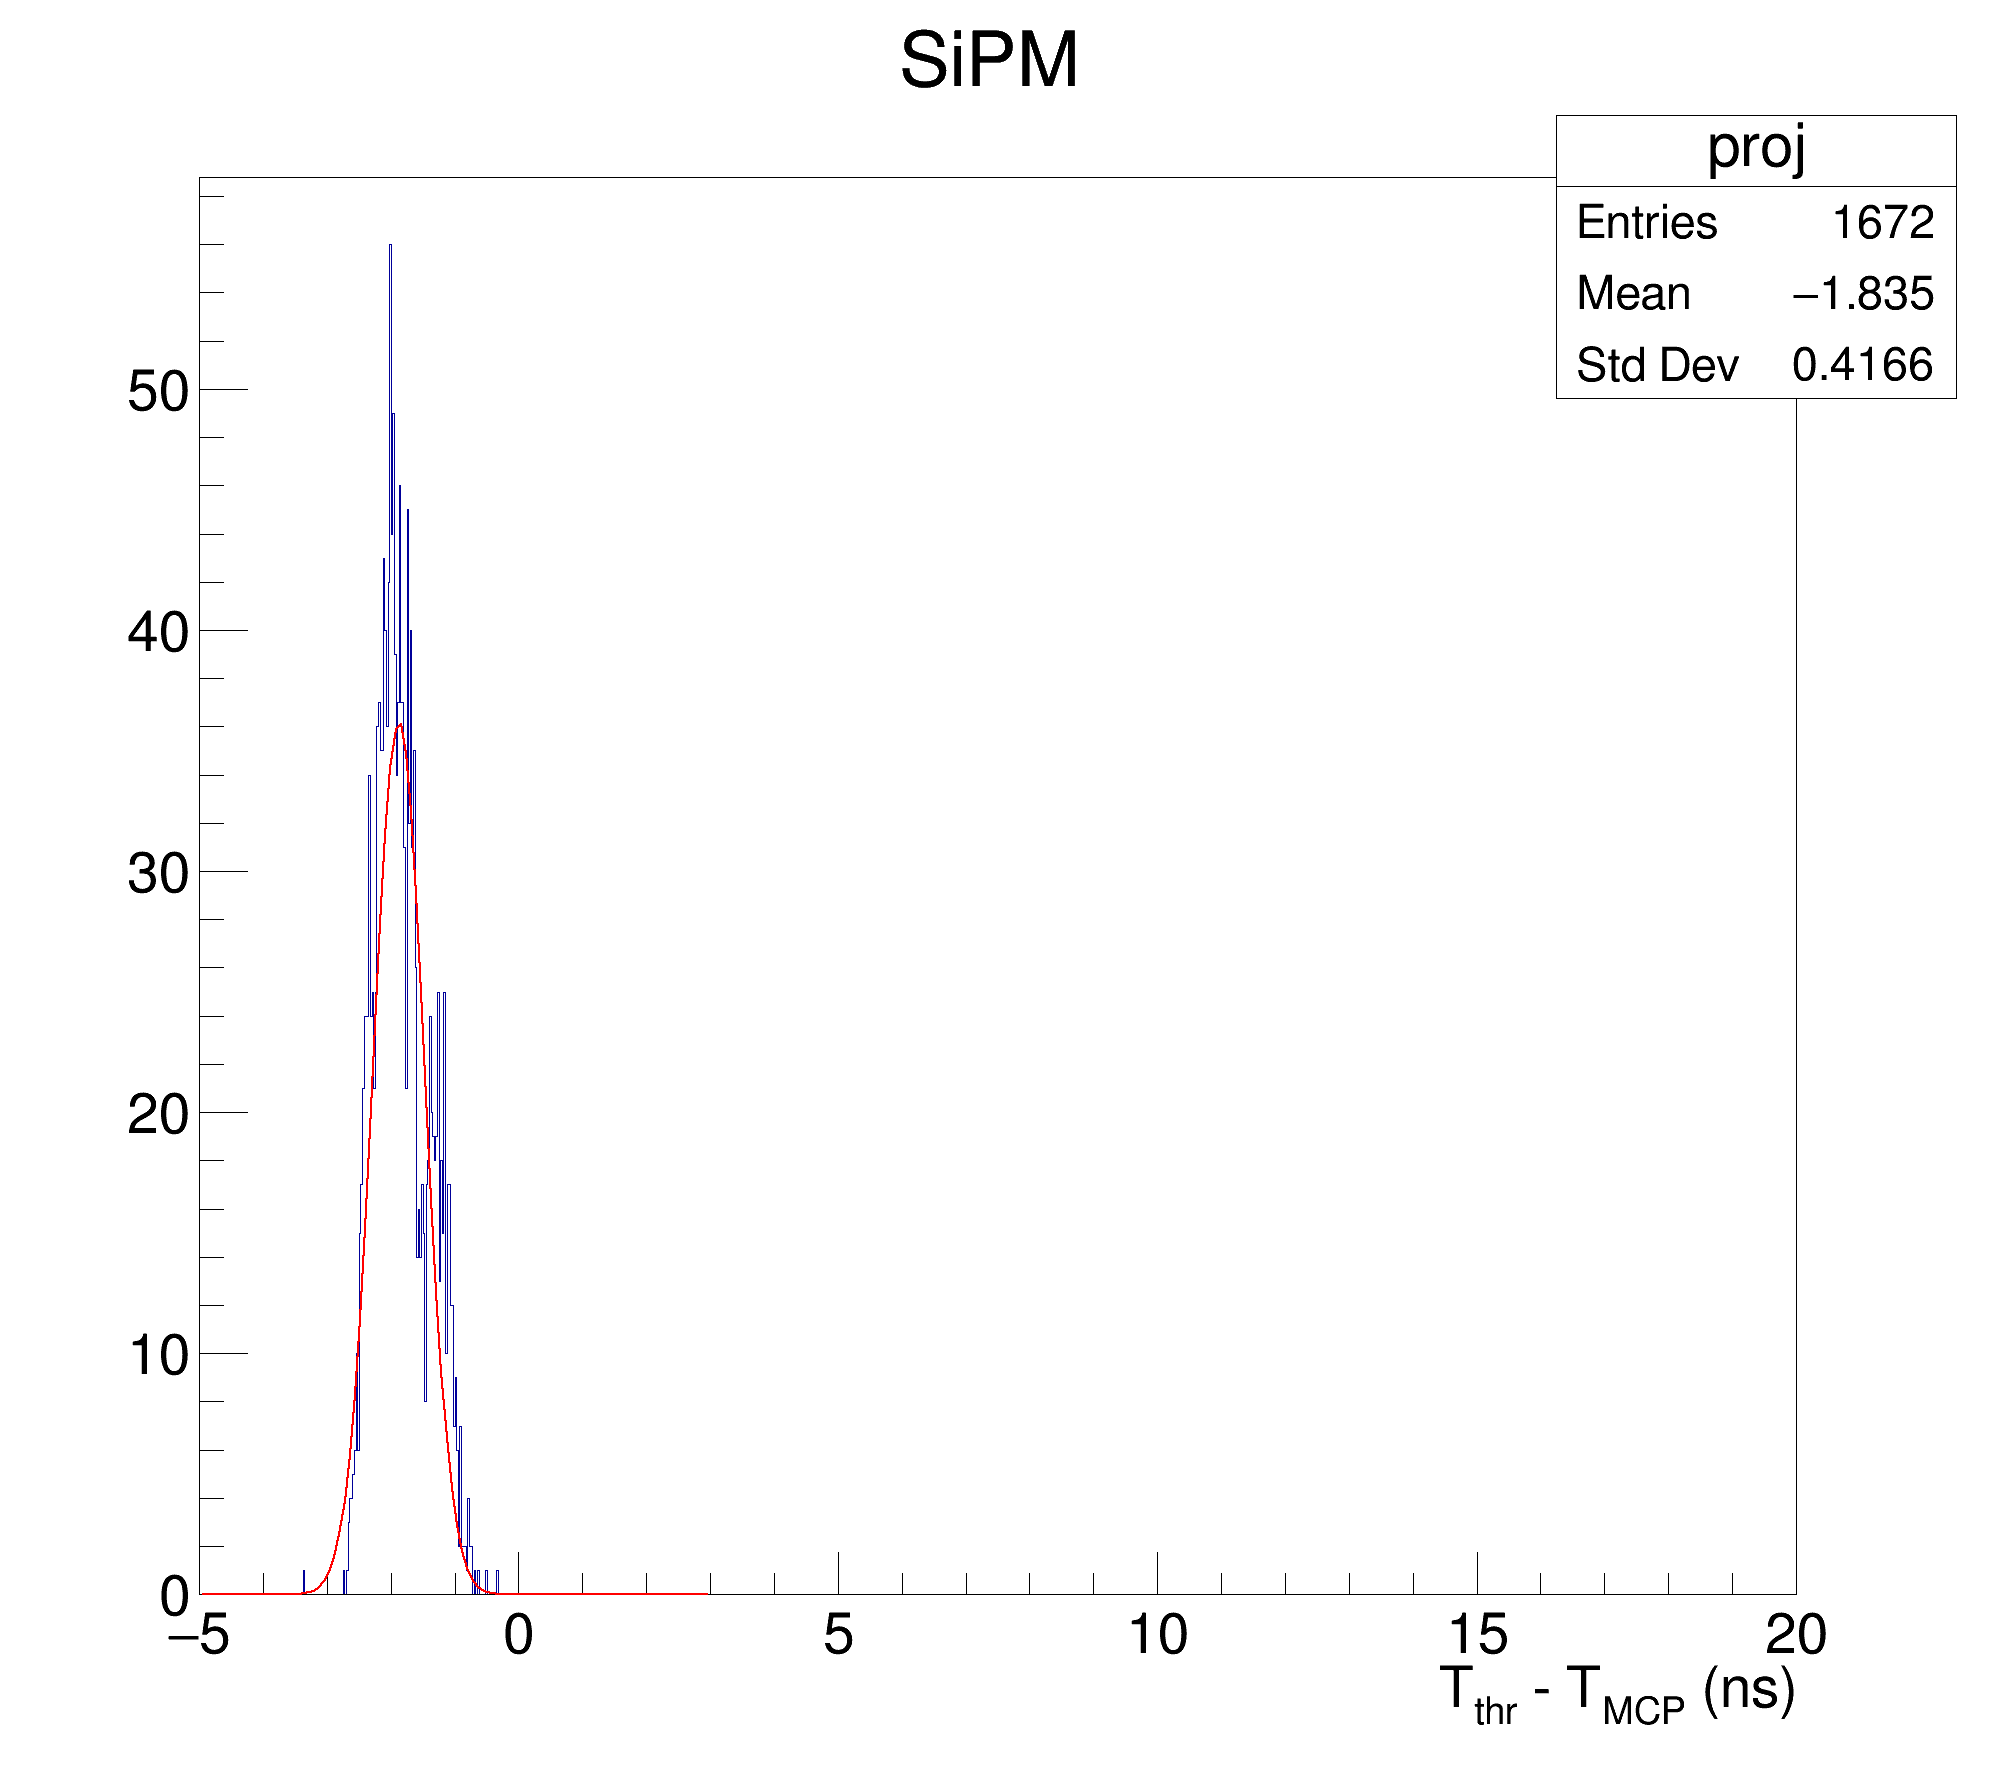 SiPM
proj
Entries 1672
Mean −1.835
Std Dev 0.4166
50
40
30
20
10
0
−5 0 5 10 15 20
T_thr - T_MCP (ns)